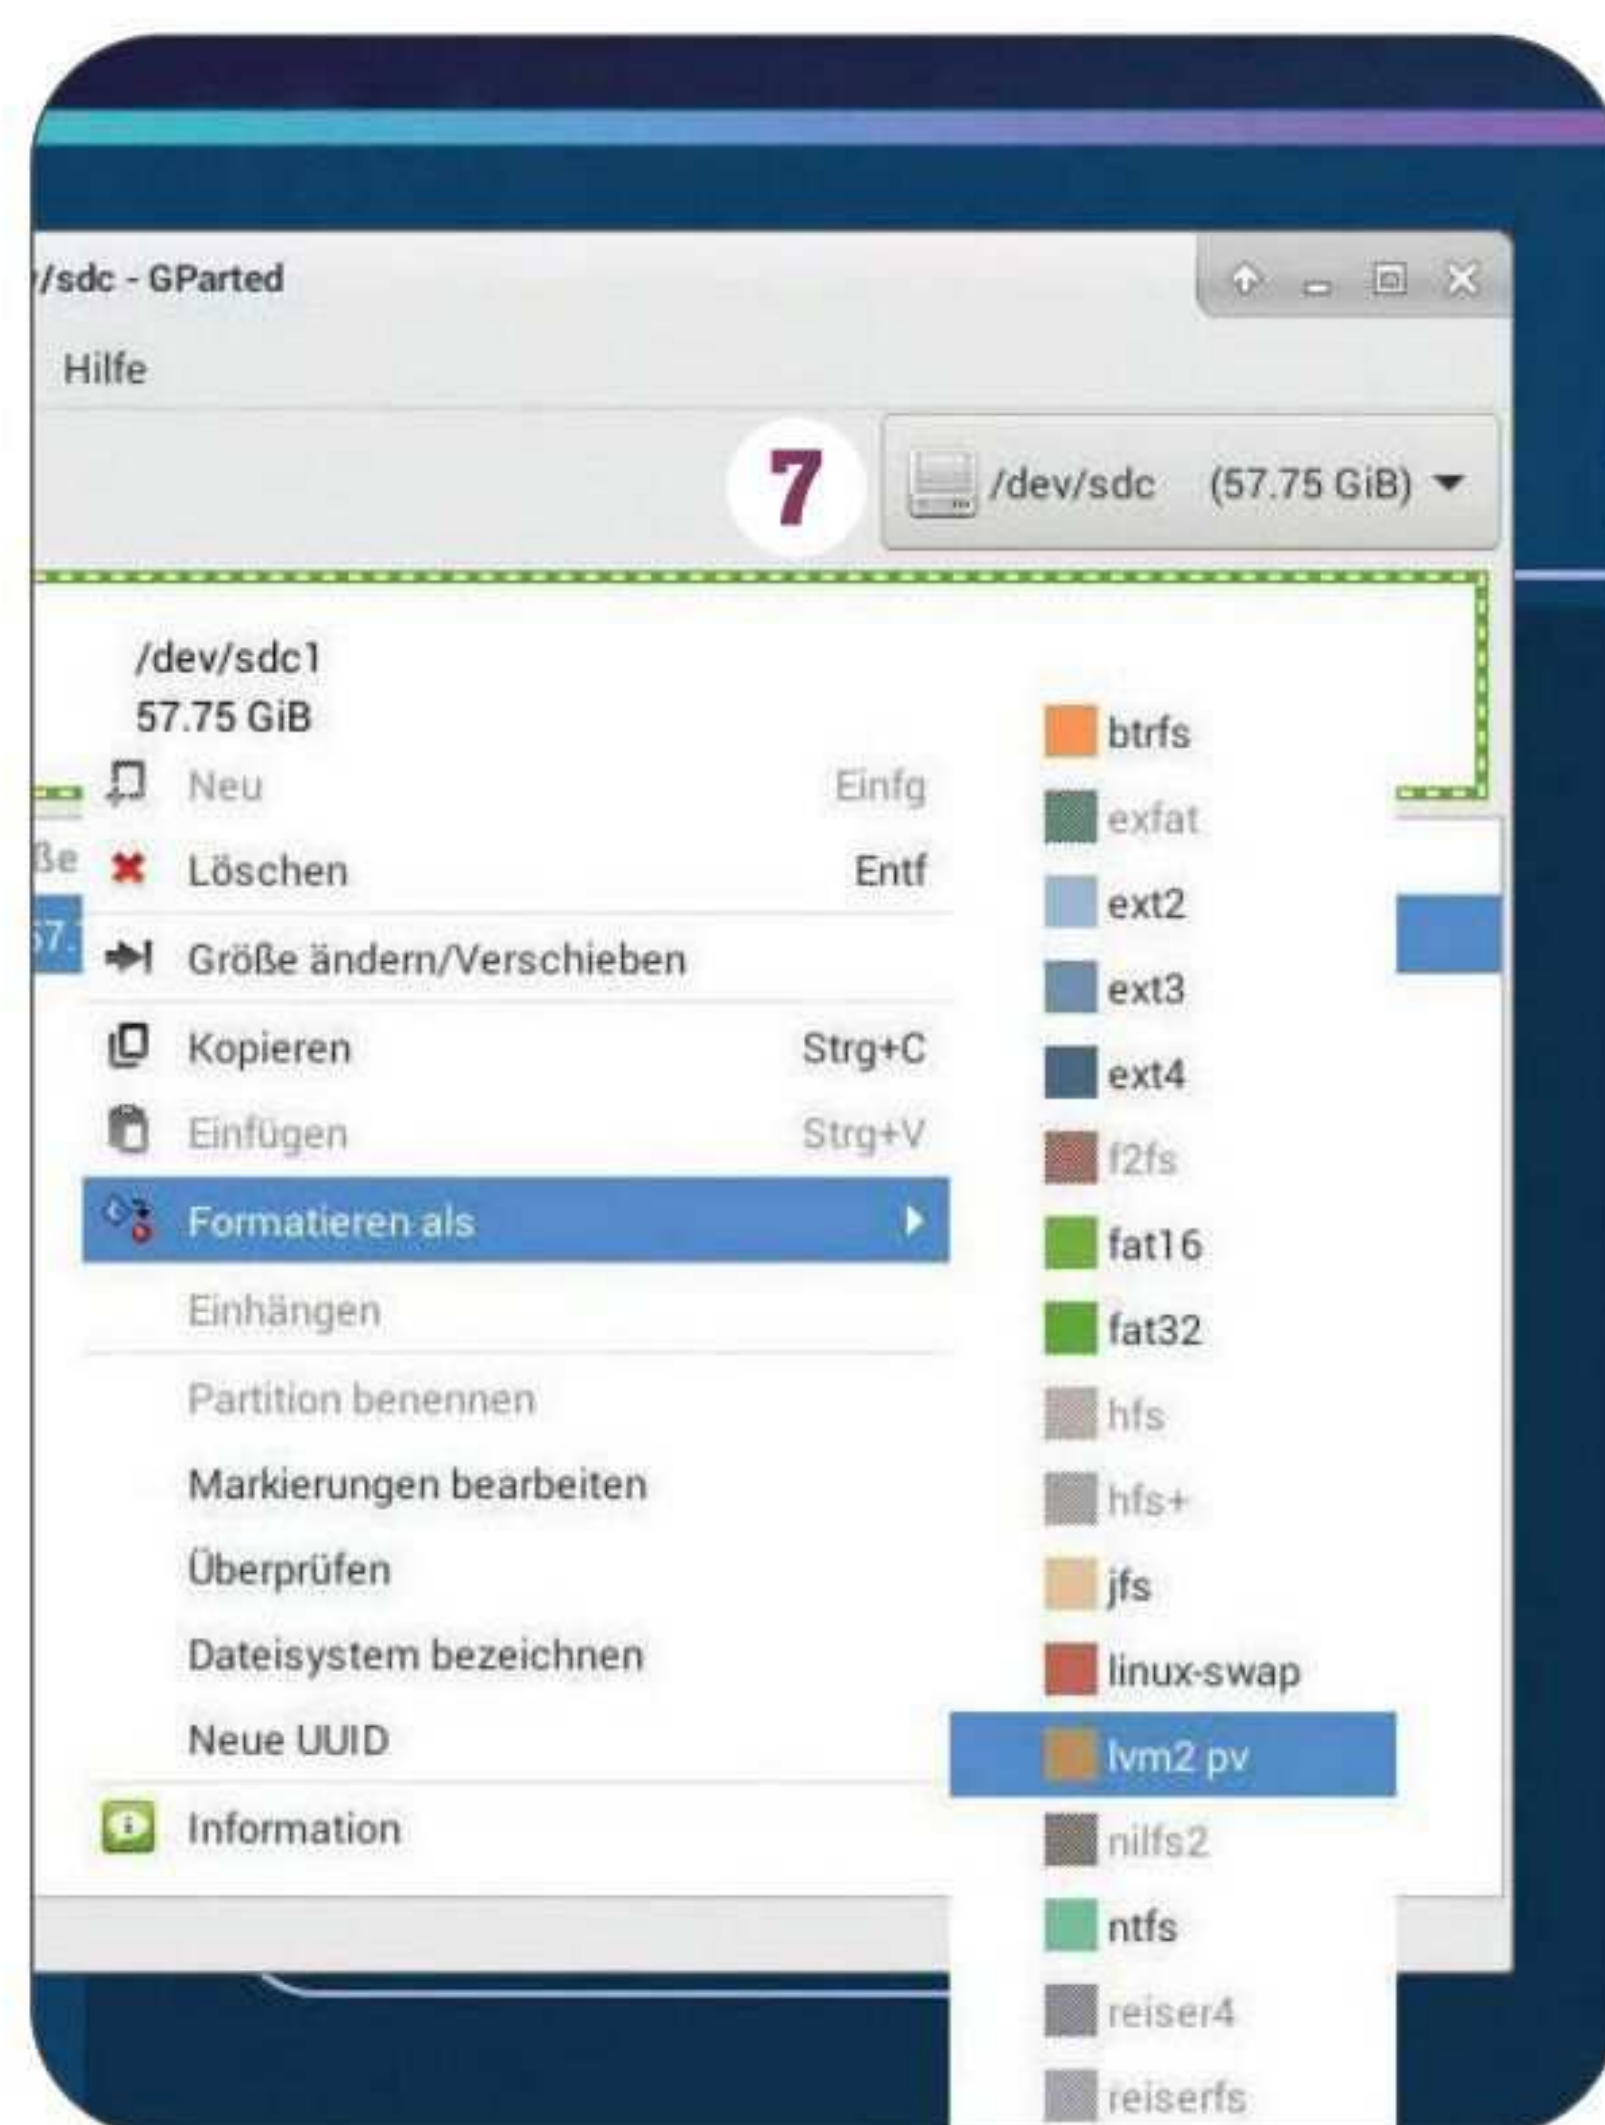 /sdc - GParted
Hilfe
7
/dev/sdc (57.75 GiB)
/dev/sdc1
57.75 GiB
Neu Einfg
Löschen Entf
Größe ändern/Verschieben
Kopieren Strg+C
Einfügen Strg+V
Formatieren als
Einhängen
Partition benennen
Markierungen bearbeiten
Überprüfen
Dateisystem bezeichnen
Neue UUID
Information
btrfs
exfat
ext2
ext3
ext4
f2fs
fat16
fat32
hfs
hfs+
jfs
linux-swap
lvm2 pv
nilfs2
ntfs
reiser4
reiserfs